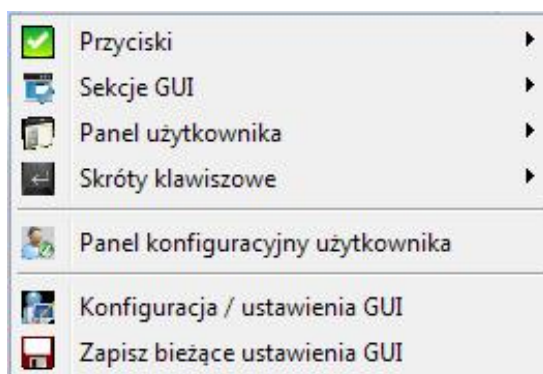 Przyciski
Sekcje GUI
Panel użytkownika
Skróty klawiszowe
Panel konfiguracyjny użytkownika
Konfiguracja / ustawienia GUI
Zapisz bieżące ustawienia GUI